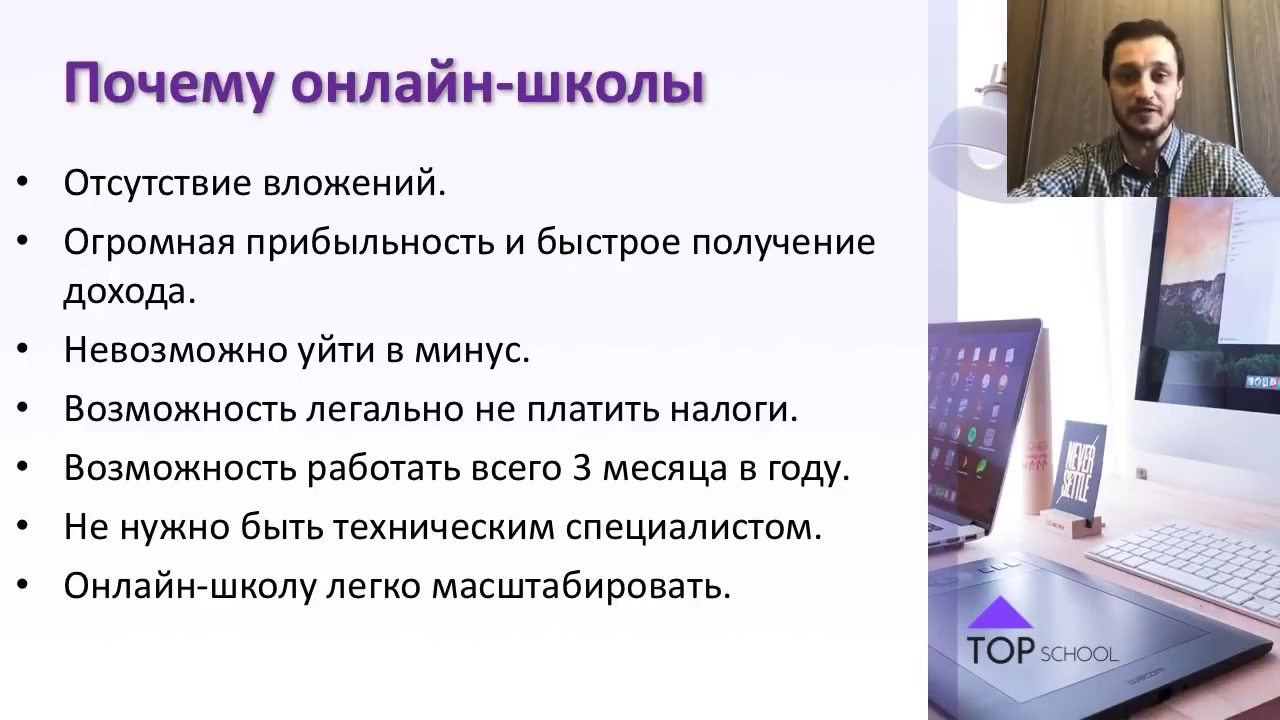 Почему онлайн-школы
• Отсутствие вложений.
• Огромная прибыльность и быстрое получение
дохода.
• Невозможно уйти в минус.
• Возможность легально не платить налоги.
• Возможность работать всего 3 месяца в году.
• Не нужно быть техническим специалистом.
• Онлайн-школу легко масштабировать.
NEVER
SETTLE
TOP SCHOOL
wacom